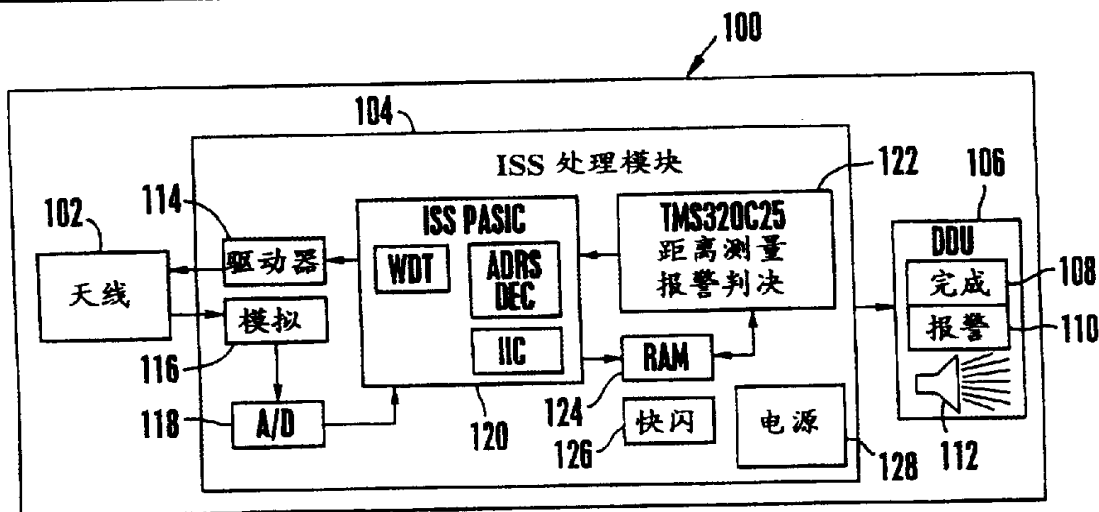 100
104
ISS 处理模块
122
106
102
114
ISS PASIC
TMS320C25
距离测量
报警判决
DDU
天线
驱动器
WDT
ADRS
DEC
完成
108
模拟
报警
110
116
IIC
RAM
118
A/D
120
124
快闪
126
电源
128
112